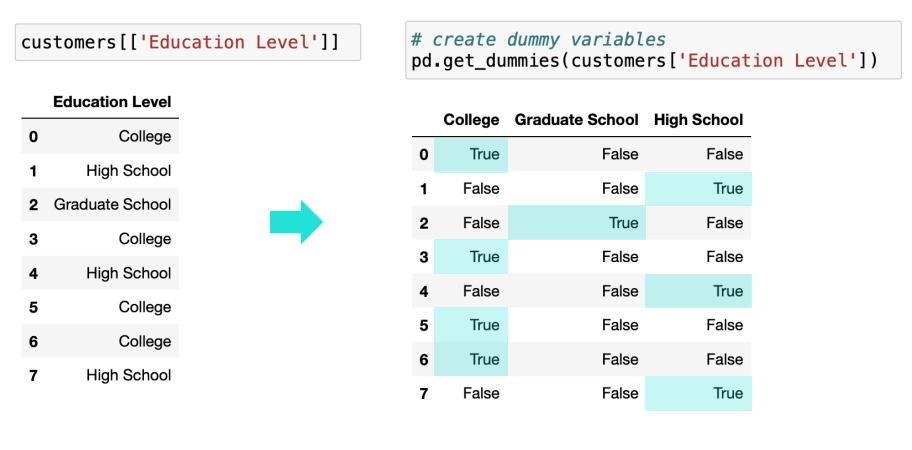 customers[['Education Level']]
Education Level
0 College
1 High School
2 Graduate School
3 College
4 High School
5 College
6 College
7 High School
# create dummy variables
pd.get_dummies(customers['Education Level'])
College Graduate School High School
0 True False False
1 False False True
2 False True False
3 True False False
4 False False True
5 True False False
6 True False False
7 False False True